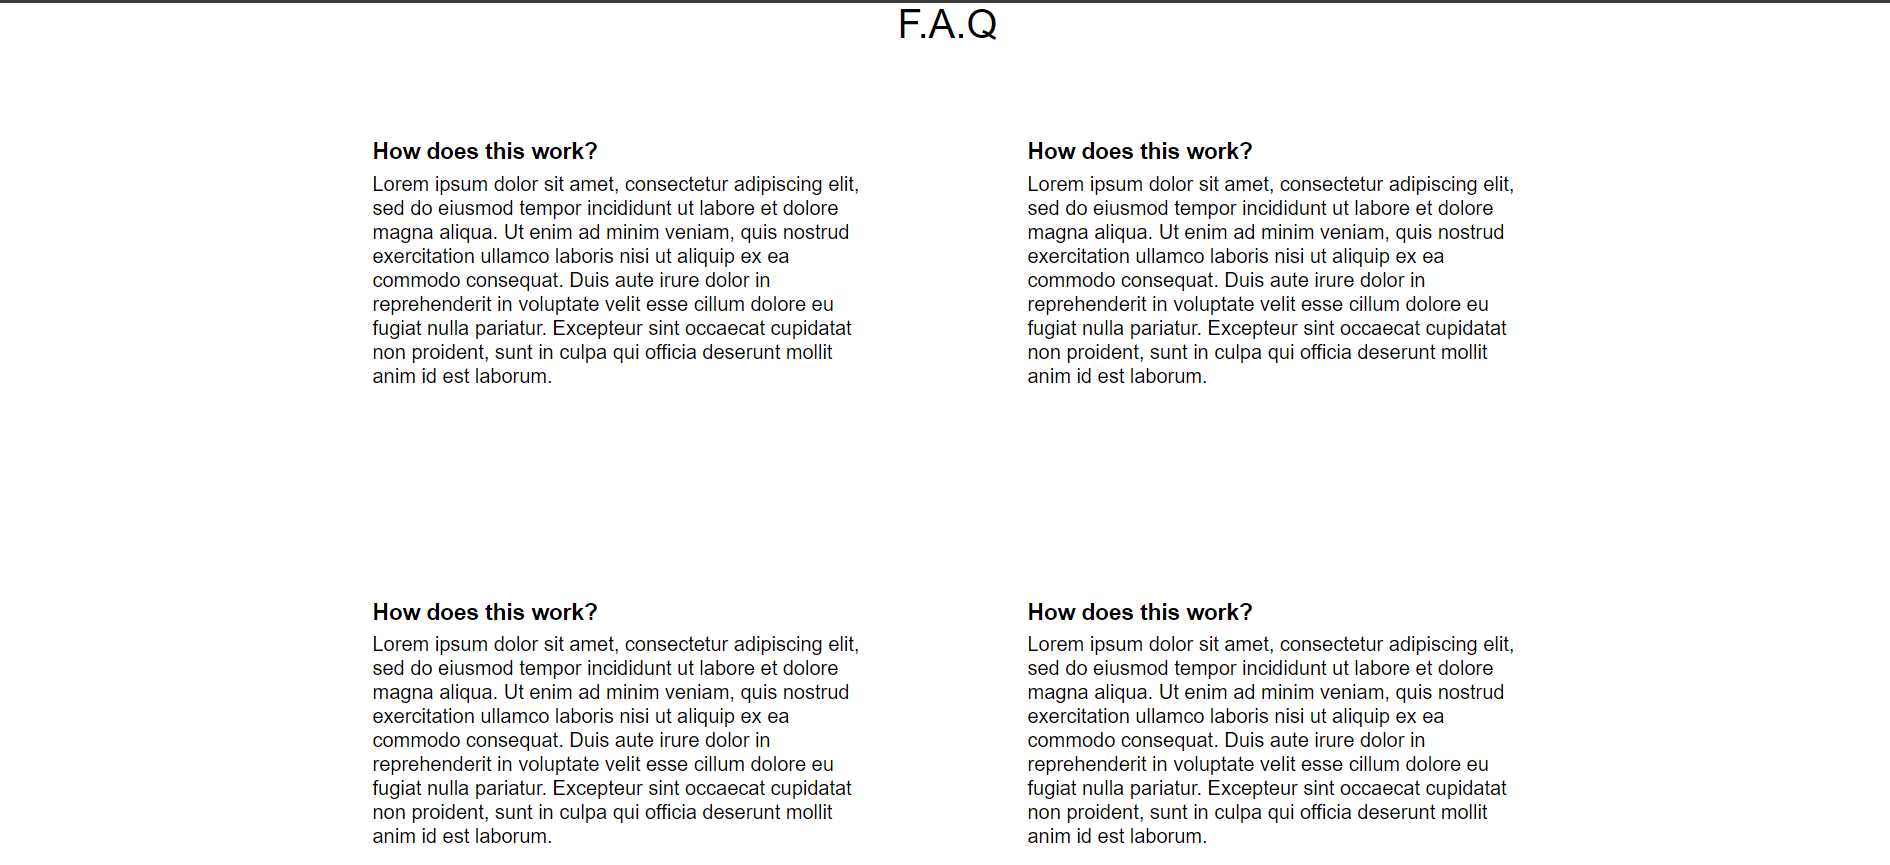 F.A.Q
How does this work?
Lorem ipsum dolor sit amet, consectetur adipiscing elit,
sed do eiusmod tempor incididunt ut labore et dolore
magna aliqua. Ut enim ad minim veniam, quis nostrud
exercitation ullamco laboris nisi ut aliquip ex ea
commodo consequat. Duis aute irure dolor in
reprehenderit in voluptate velit esse cillum dolore eu
fugiat nulla pariatur. Excepteur sint occaecat cupidatat
non proident, sunt in culpa qui officia deserunt mollit
anim id est laborum.
How does this work?
Lorem ipsum dolor sit amet, consectetur adipiscing elit,
sed do eiusmod tempor incididunt ut labore et dolore
magna aliqua. Ut enim ad minim veniam, quis nostrud
exercitation ullamco laboris nisi ut aliquip ex ea
commodo consequat. Duis aute irure dolor in
reprehenderit in voluptate velit esse cillum dolore eu
fugiat nulla pariatur. Excepteur sint occaecat cupidatat
non proident, sunt in culpa qui officia deserunt mollit
anim id est laborum.
How does this work?
Lorem ipsum dolor sit amet, consectetur adipiscing elit,
sed do eiusmod tempor incididunt ut labore et dolore
magna aliqua. Ut enim ad minim veniam, quis nostrud
exercitation ullamco laboris nisi ut aliquip ex ea
commodo consequat. Duis aute irure dolor in
reprehenderit in voluptate velit esse cillum dolore eu
fugiat nulla pariatur. Excepteur sint occaecat cupidatat
non proident, sunt in culpa qui officia deserunt mollit
anim id est laborum.
How does this work?
Lorem ipsum dolor sit amet, consectetur adipiscing elit,
sed do eiusmod tempor incididunt ut labore et dolore
magna aliqua. Ut enim ad minim veniam, quis nostrud
exercitation ullamco laboris nisi ut aliquip ex ea
commodo consequat. Duis aute irure dolor in
reprehenderit in voluptate velit esse cillum dolore eu
fugiat nulla pariatur. Excepteur sint occaecat cupidatat
non proident, sunt in culpa qui officia deserunt mollit
anim id est laborum.